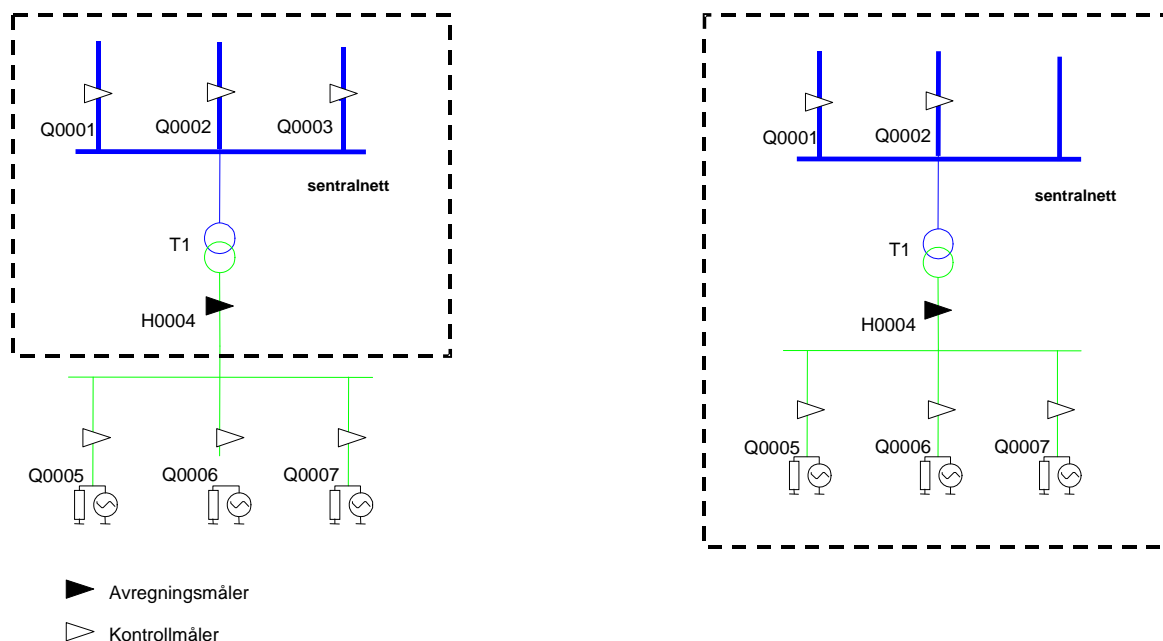 Q0001
Q0002
Q0003
sentralnett
T1
H0004
Q0005
Q0006
Q0007
Q0001
Q0002
sentralnett
T1
H0004
Q0005
Q0006
Q0007
Avregningsmåler
Kontrollmåler